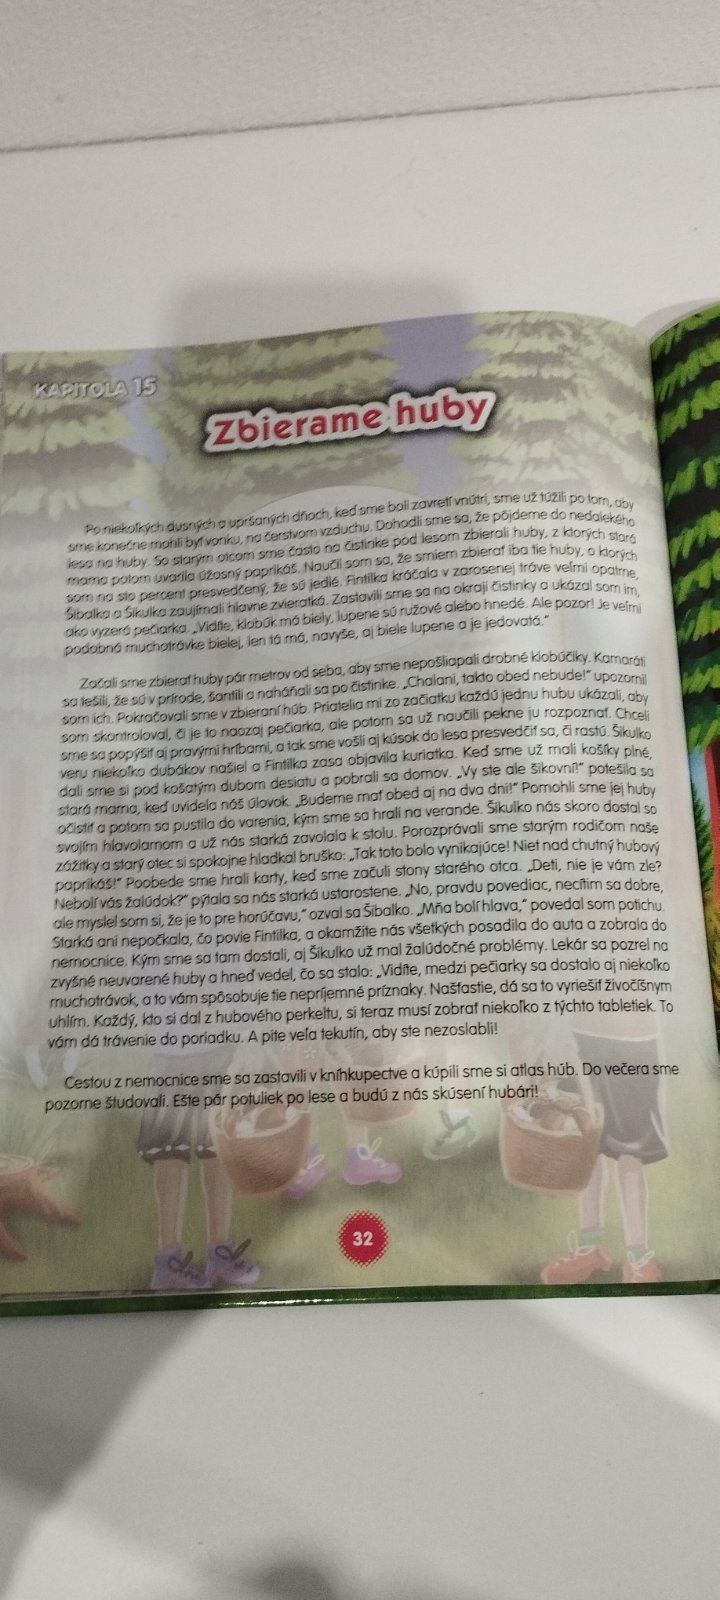 KAPITOLA 15
Zbierame huby
Po niekoľkých dusných a upršaných dňoch, keď sme boli zavretí vnútri, sme už túžili po tom, aby
sme konečne mohli byť vonku, na čerstvom vzduchu. Dohodli sme sa, že pôjdeme do neďalekého
lesa na huby. So starým otcom sme často na čistinke pod lesom zbierali huby, z ktorých stará
mama potom uvarila úžasný paprikáš. Naučil som sa, že smiem zbierať iba tie huby, o ktorých
som na sto percent presvedčený, že sú jedlé. Fintilka kráčala v zarosenej tráve veľmi opatrne,
Šibalka a Šikulka zaujímali hlavne zvieratká. Zastavili sme sa na okraji čistinky a ukázal som im,
ako vyzerá pečiarka. „Vidíte, klobúk má biely, lupene sú ružové alebo hnedé. Ale pozor! Je veľmi
podobná muchotrávke bielej, len tá má, navyše, aj biele lupene a je jedovatá.“
Začali sme zbierať huby pár metrov od seba, aby sme nepošliapali drobné klobúčiky. Kamaráti
sa tešili, že sú v prírode, šantili a naháňali sa po čistinke. „Chalani, takto obed nebude!“ upozornil
som ich. Pokračovali sme v zbieraní húb. Priatelia mi zo začiatku každú jednu hubu ukázali, aby
som skontroloval, či je to naozaj pečiarka, ale potom sa už naučili pekne ju rozpoznať. Chceli
sme sa popýšiť aj pravými hríbami, a tak sme vošli aj kúsok do lesa presvedčiť sa, či rastú. Šikulko
veru niekoľko dubákov našiel a Fintilka zasa objavila kuriatka. Keď sme už mali košíky plné,
dali sme si pod košatým dubom desiatu a pobrali sa domov. „Vy ste ale šikovní!“ potešila sa
stará mama, keď uvidela náš úlovok. „Budeme mať obed aj na dva dni!“ Pomohli sme jej huby
očistiť a potom sa pustila do varenia, kým sme sa hrali na verande. Šikulko nás skoro dostal so
svojím hlavolamom a už nás starká zavolala k stolu. Porozprávali sme starým rodičom naše
zážitky a starý otec si spokojne hladkal bruško: „Tak toto bolo vynikajúce! Niet nad chutný hubový
paprikáš!“ Poobede sme hrali karty, keď sme začuli stony starého otca. „Deti, nie je vám zle?
Nebolí vás žalúdok?“ pýtala sa nás starká ustarostene. „No, pravdu povediac, necítim sa dobre,
ale myslel som si, že je to pre horúčavu,“ ozval sa Šibalko. „Mňa bolí hlava,“ povedal som potichu.
Starká ani nepočkala, čo povie Fintilka, a okamžite nás všetkých posadila do auta a zobrala do
nemocnice. Kým sme sa tam dostali, aj Šikulko už mal žalúdočné problémy. Lekár sa pozrel na
zvyšné neuvarené huby a hneď vedel, čo sa stalo: „Vidíte, medzi pečiarky sa dostalo aj niekoľko
muchotrávok, a to vám spôsobuje tie nepríjemné príznaky. Našťastie, dá sa to vyriešiť živočíšnym
uhlím. Každý, kto si dal z hubového perkeltu, si teraz musí zobrať niekoľko z týchto tabletiek. To
vám dá trávenie do poriadku. A pite veľa tekutín, aby ste nezoslabli!
Cestou z nemocnice sme sa zastavili v kníhkupectve a kúpili sme si atlas húb. Do večera sme
pozorne študovali. Ešte pár potuliek po lese a budú z nás skúsení hubári!
32